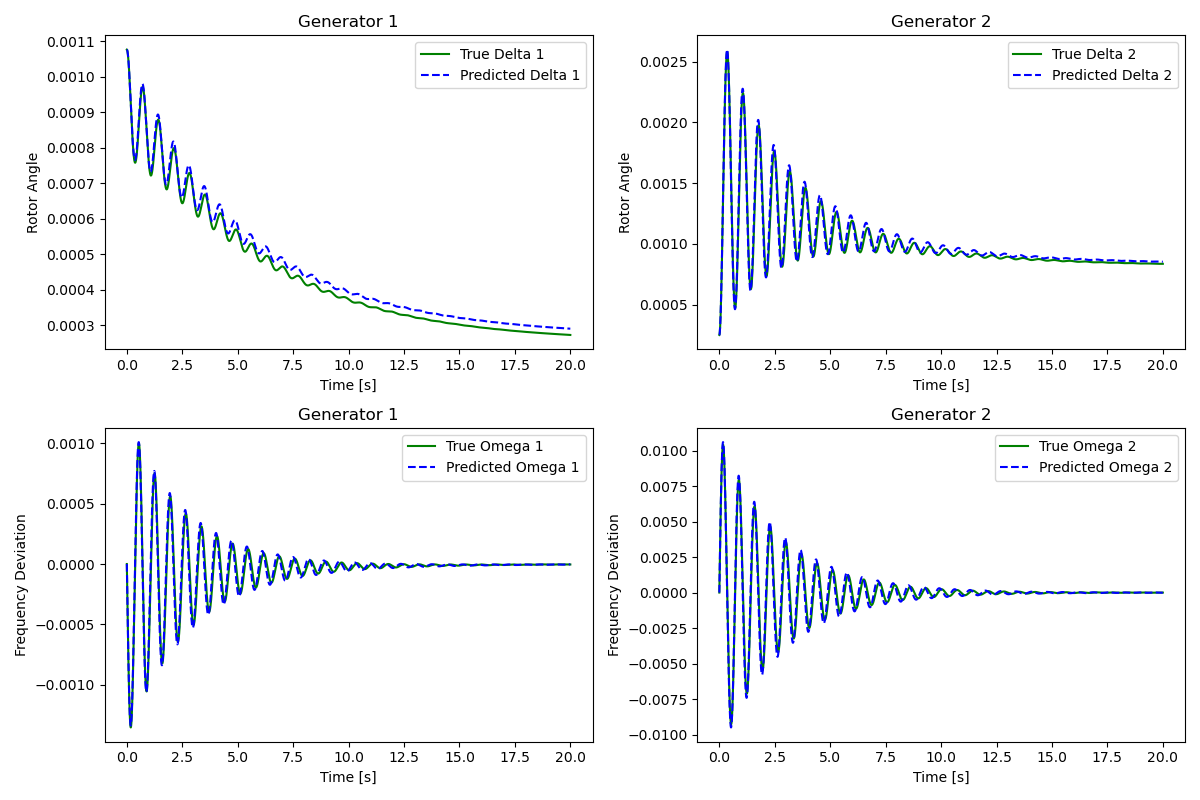 Generator 1
Rotor Angle
0.0011
0.0010
0.0009
0.0008
0.0007
0.0006
0.0005
0.0004
0.0003
True Delta 1
Predicted Delta 1
0.0 2.5 5.0 7.5 10.0 12.5 15.0 17.5 20.0
Time [s]
Generator 2
Rotor Angle
0.0025
0.0020
0.0015
0.0010
0.0005
True Delta 2
Predicted Delta 2
0.0 2.5 5.0 7.5 10.0 12.5 15.0 17.5 20.0
Time [s]
Generator 1
Frequency Deviation
0.0010
0.0005
0.0000
−0.0005
−0.0010
True Omega 1
Predicted Omega 1
0.0 2.5 5.0 7.5 10.0 12.5 15.0 17.5 20.0
Time [s]
Generator 2
Frequency Deviation
0.0100
0.0075
0.0050
0.0025
0.0000
−0.0025
−0.0050
−0.0075
−0.0100
True Omega 2
Predicted Omega 2
0.0 2.5 5.0 7.5 10.0 12.5 15.0 17.5 20.0
Time [s]